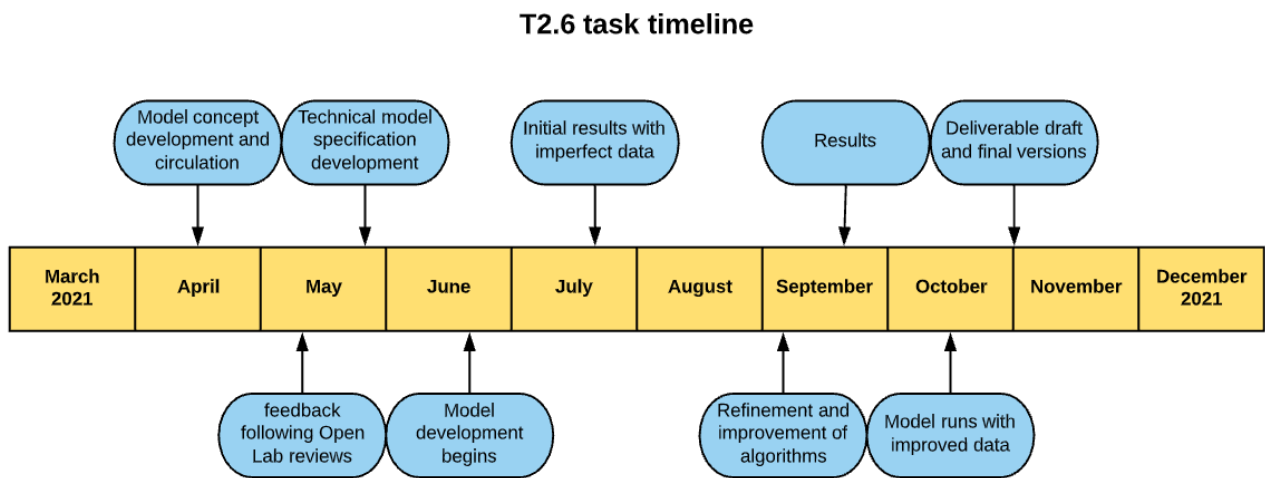 T2.6 task timeline
Model concept
development and
circulation
Technical model
specification
development
Initial results with
imperfect data
Results
Deliverable draft
and final versions
March
2021
April
May
June
July
August
September
October
November
December
2021
feedback
following Open
Lab reviews
Model
development
begins
Refinement and
improvement of
algorithms
Model runs with
improved data